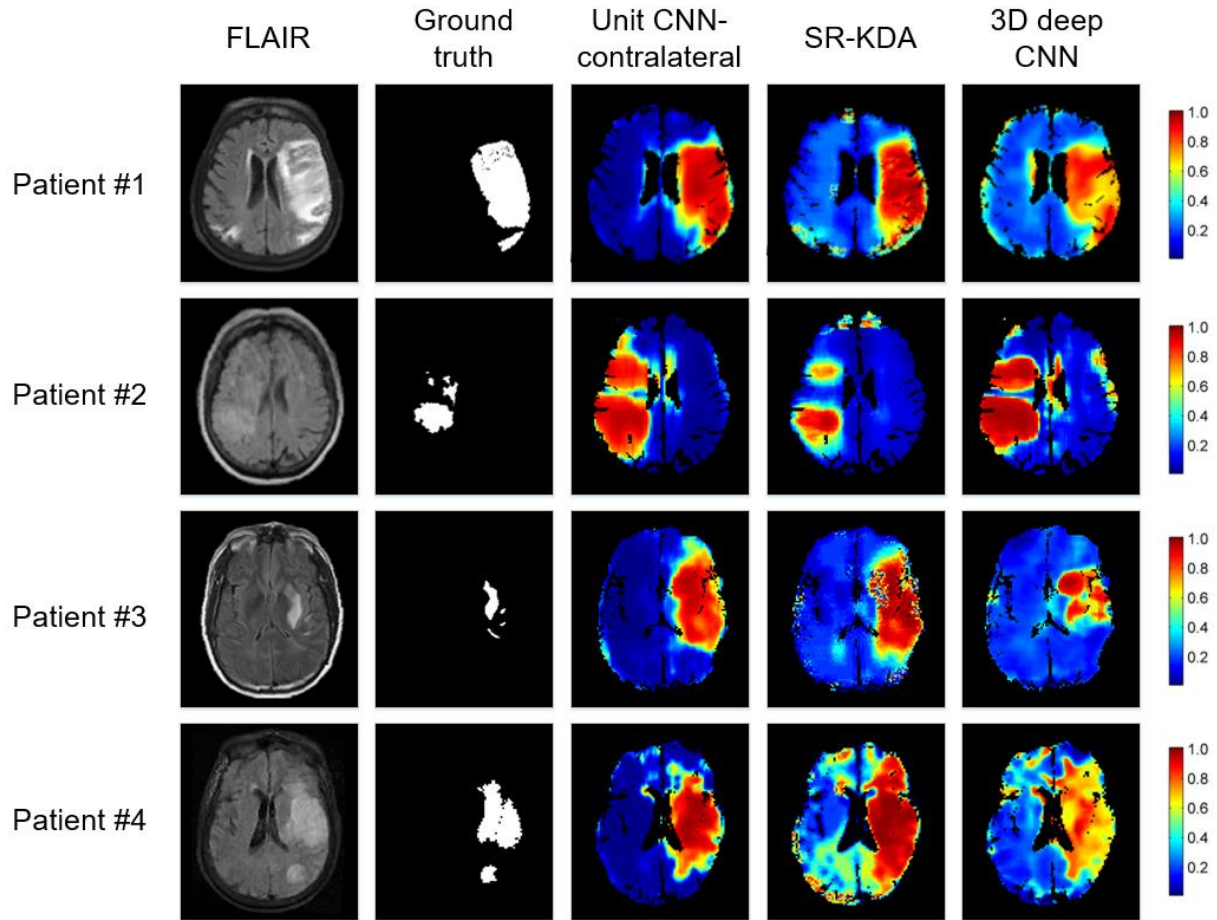 FLAIR
Ground
truth
Unit CNN-
contralateral
SR-KDA
3D deep
CNN
Patient #1
1.0
0.8
0.6
0.4
0.2
Patient #2
1.0
0.8
0.6
0.4
0.2
Patient #3
1.0
0.8
0.6
0.4
0.2
Patient #4
1.0
0.8
0.6
0.4
0.2